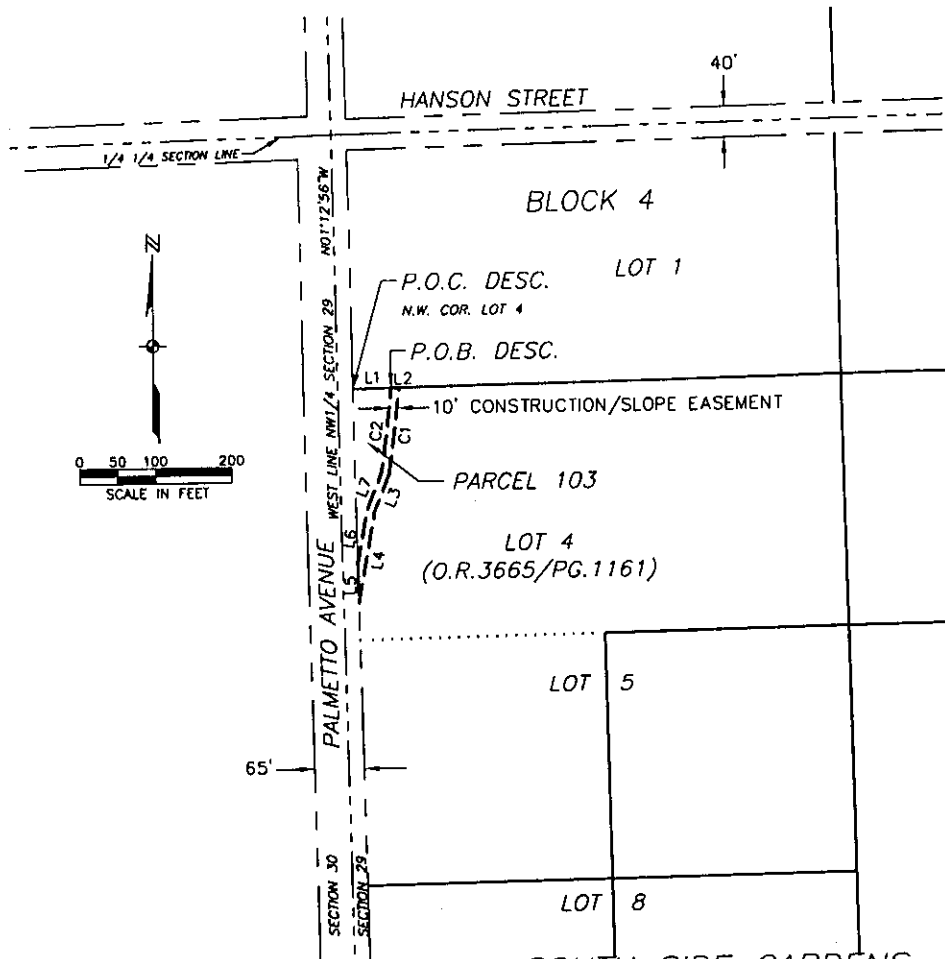 40'
HANSON STREET
1/4 1/4 SECTION LINE
N01°12'56"W
BLOCK 4
LOT 1
N
P.O.C. DESC.
N.W. COR. LOT 4
P.O.B. DESC.
L1 L2
10' CONSTRUCTION/SLOPE EASEMENT
WEST LINE NW1/4 SECTION 29
C2 C1
0 50 100 200
SCALE IN FEET
PARCEL 103
L7 L3
LOT 4
(O.R.3665/PG.1161)
L6 L4
L5
PALMETTO AVENUE
LOT 5
65'
SECTION 30
SECTION 29
LOT 8
SOUTH SIDE GARDENS